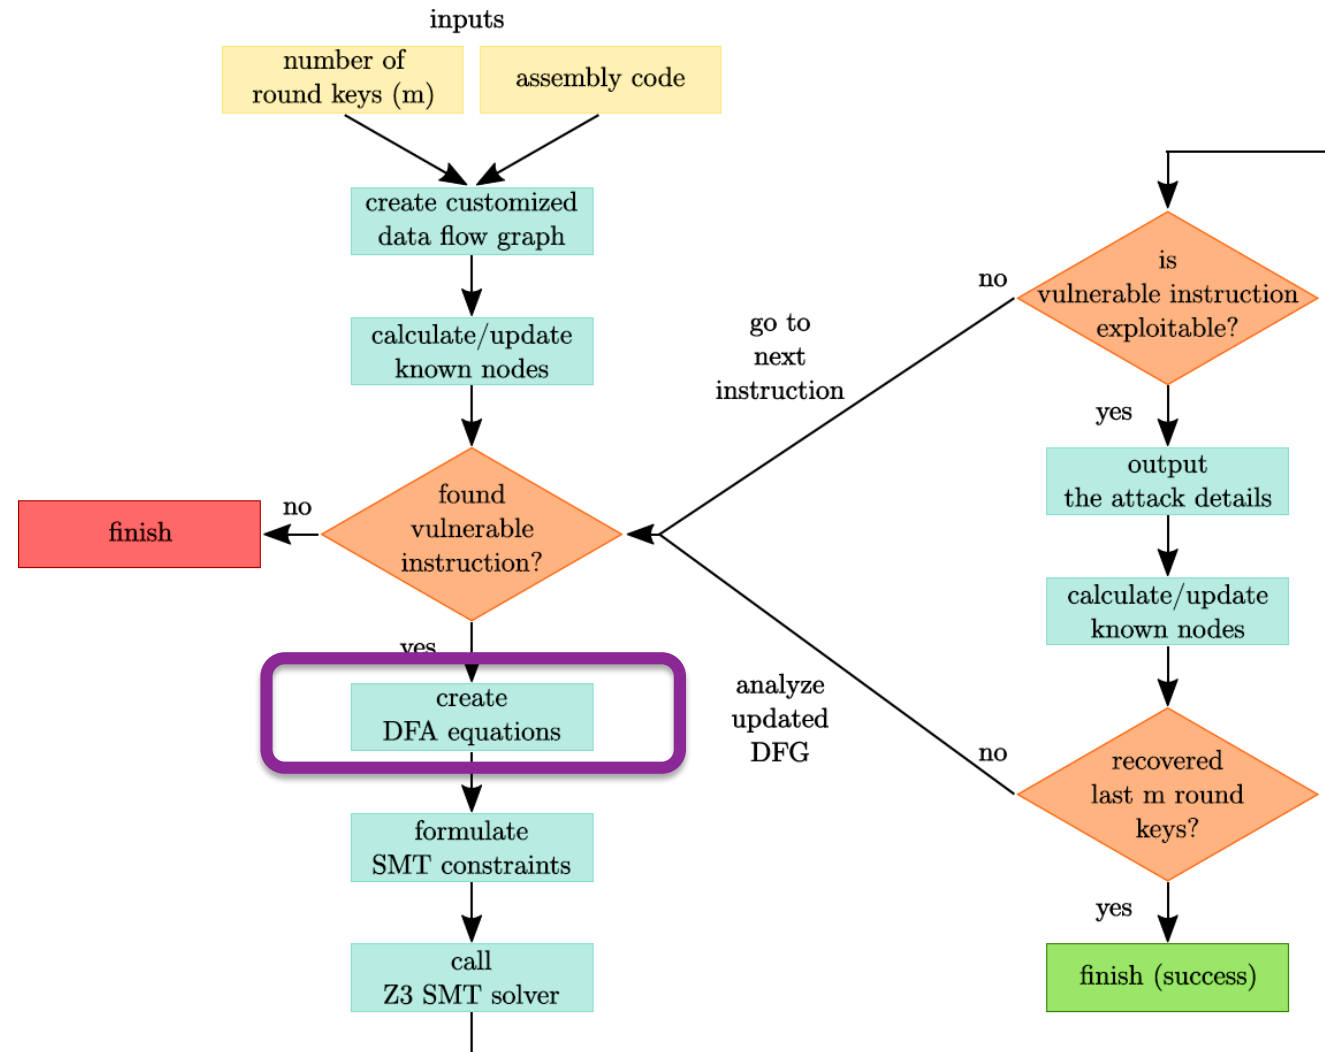 inputs
number of
round keys (m)
assembly code
create customized
data flow graph
calculate/update
known nodes
found
vulnerable
instruction?
no
finish
yes
create
DFA equations
formulate
SMT constraints
call
Z3 SMT solver
go to
next
instruction
analyze
updated
DFG
is
vulnerable instruction
exploitable?
no
yes
output
the attack details
calculate/update
known nodes
recovered
last m round
keys?
no
yes
finish (success)